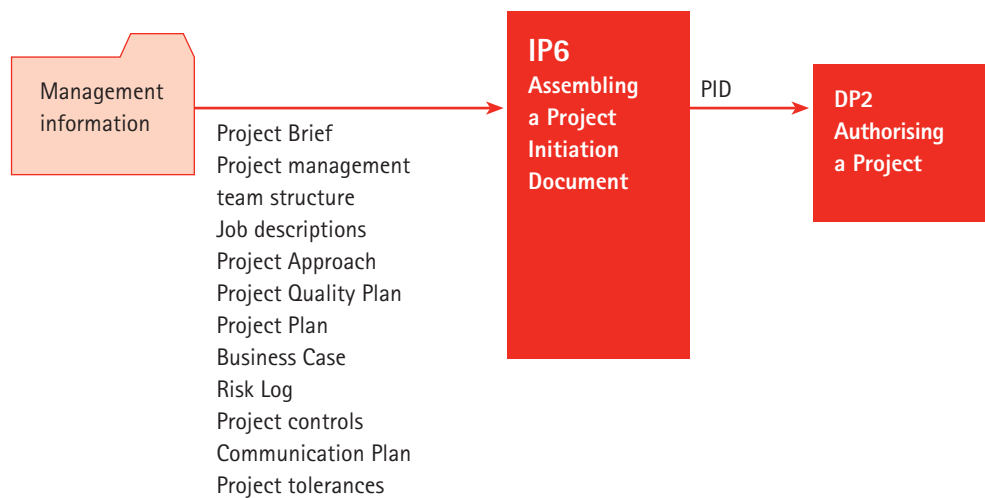 Management
information
Project Brief
Project management
team structure
Job descriptions
Project Approach
Project Quality Plan
Project Plan
Business Case
Risk Log
Project controls
Communication Plan
Project tolerances
IP6
Assembling
a Project
Initiation
Document
PID
DP2
Authorising
a Project